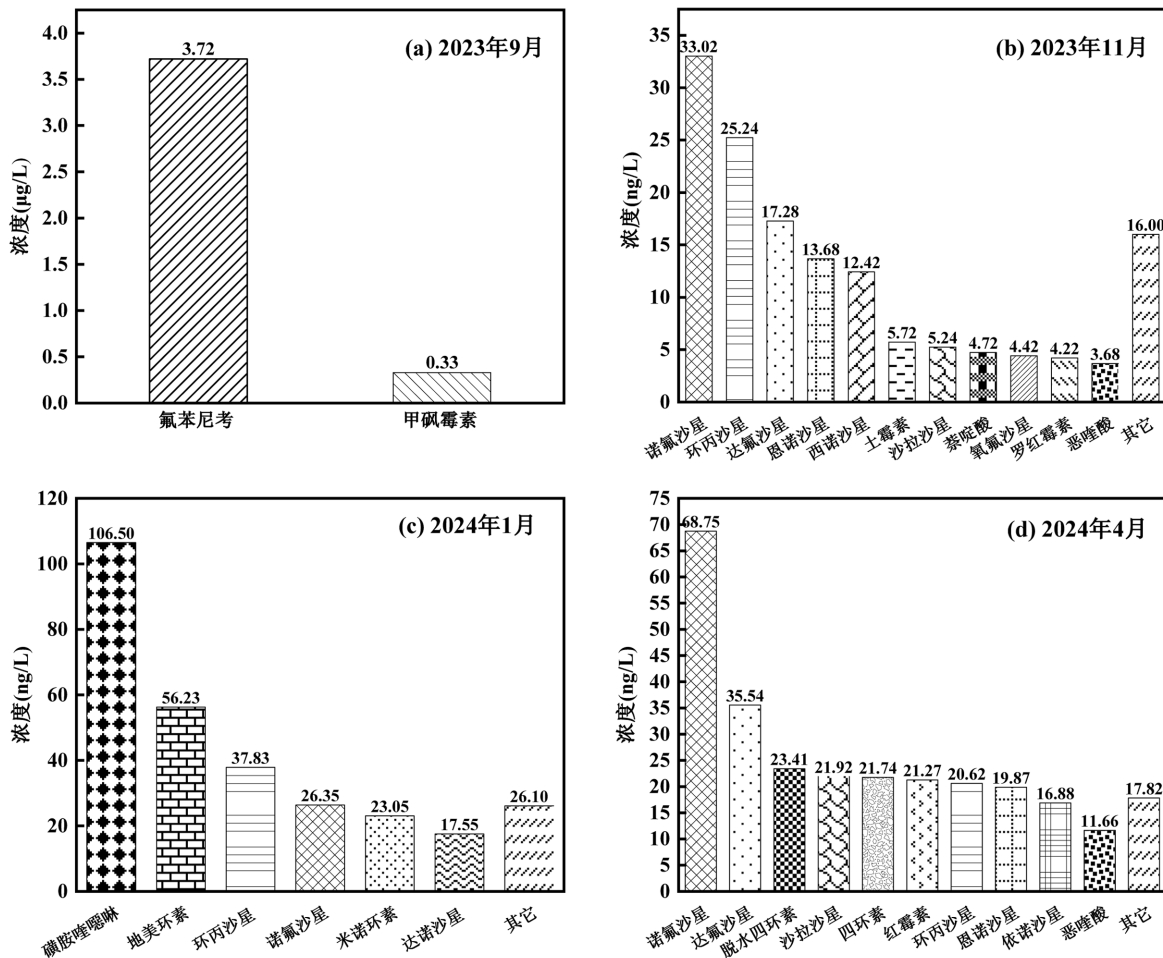 (a) 2023年9月
浓度(μg/L)
4.0
3.5
3.0
2.5
2.0
1.5
1.0
0.5
0.0
3.72
0.33
氟苯尼考
甲砜霉素
(b) 2023年11月
浓度(ng/L)
35
30
25
20
15
10
5
0
33.02
25.24
17.28
13.68
12.42
5.72
5.24
4.72
4.42
4.22
3.68
16.00
诺氟沙星
环丙沙星
达氟沙星
恩诺沙星
西诺沙星
土霉素
沙拉沙星
萘啶酸
氧氟沙星
罗红霉素
恶喹酸
其它
(c) 2024年1月
浓度(ng/L)
120
100
80
60
40
20
0
106.50
56.23
37.83
26.35
23.05
17.55
26.10
磺胺喹噁啉
地美环素
环丙沙星
诺氟沙星
米诺环素
达诺沙星
其它
(d) 2024年4月
浓度(ng/L)
75
70
65
60
55
50
45
40
35
30
25
20
15
10
5
0
68.75
35.54
23.41
21.92
21.74
21.27
20.62
19.87
16.88
11.66
17.82
诺氟沙星
达氟沙星
脱水四环素
沙拉沙星
四环素
红霉素
环丙沙星
恩诺沙星
依诺沙星
恶喹酸
其它